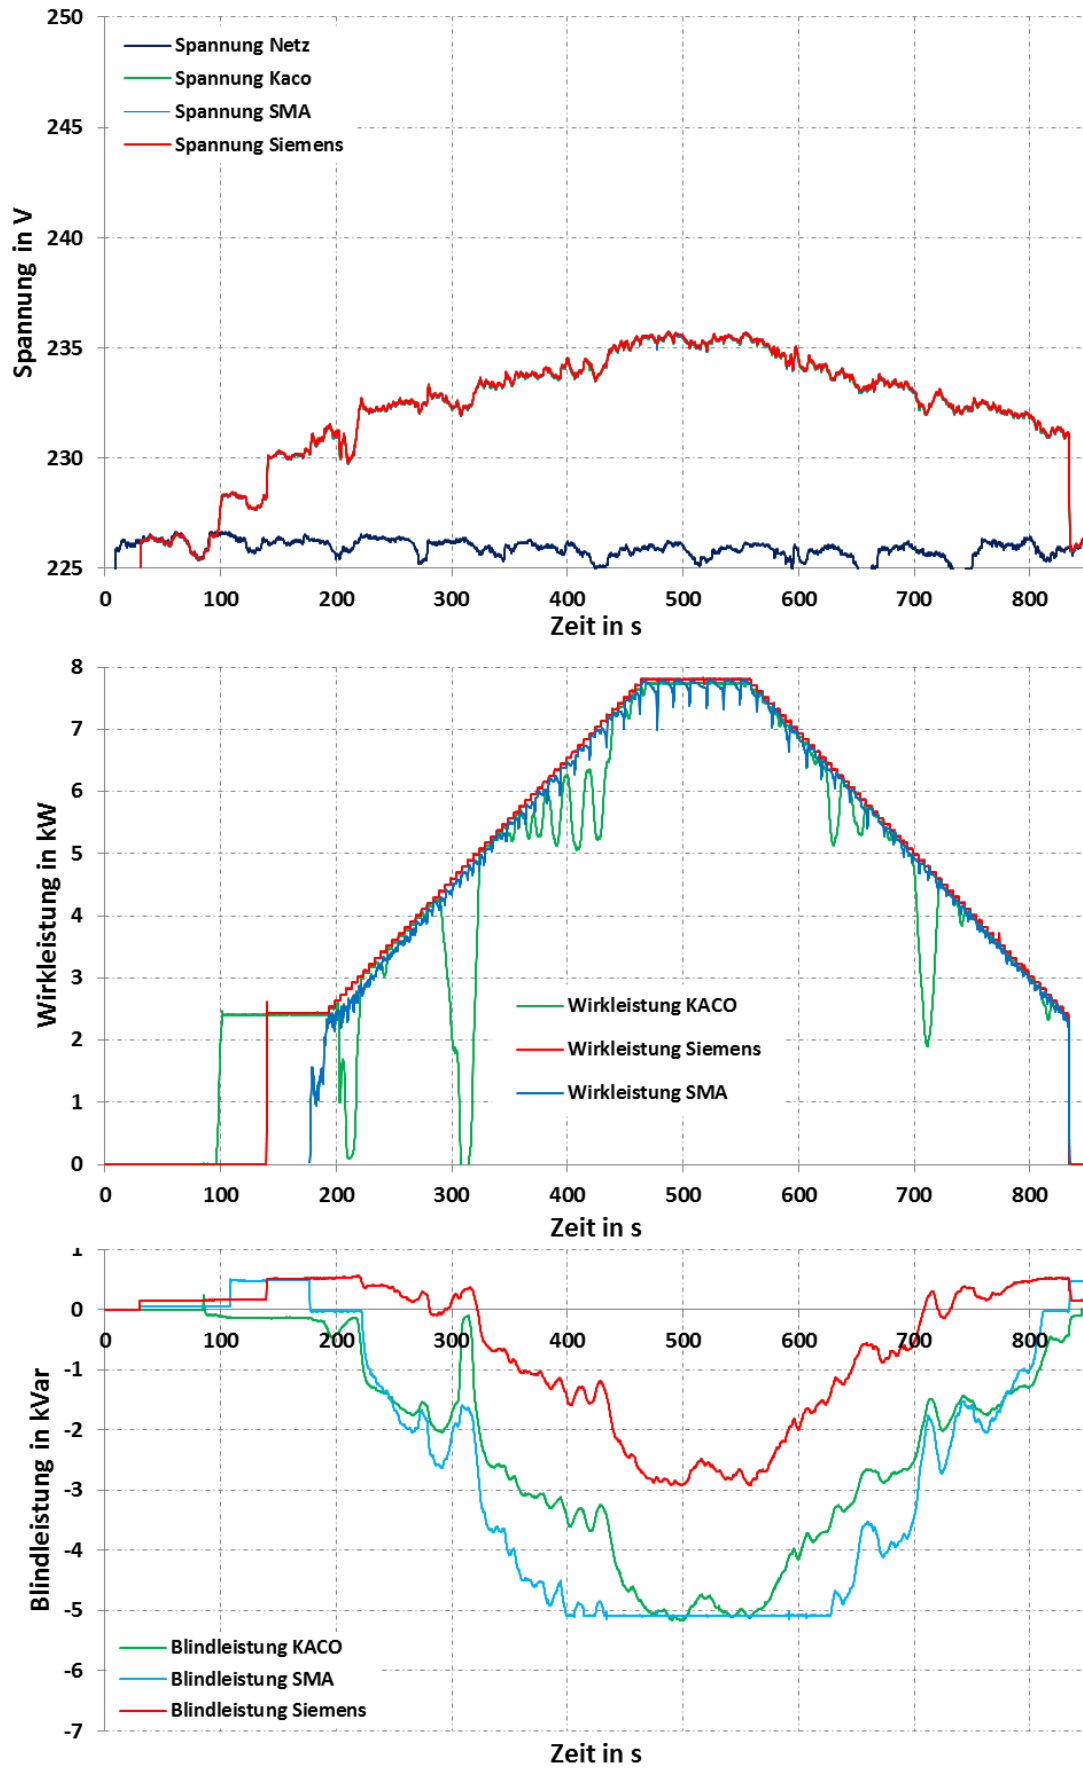 250
Spannung Netz
Spannung Kaco
Spannung SMA
Spannung Siemens
245
240
235
230
225
Spannung in V
0 100 200 300 400 500 600 700 800
Zeit in s
8
7
6
5
4
3
2
1
0
Wirkleistung in kW
Wirkleistung KACO
Wirkleistung Siemens
Wirkleistung SMA
0 100 200 300 400 500 600 700 800
Zeit in s
1
0
0 100 200 300 400 500 600 700 800
-1
-2
-3
-4
-5
-6
-7
Blindleistung in kVar
Blindleistung KACO
Blindleistung SMA
Blindleistung Siemens
Zeit in s